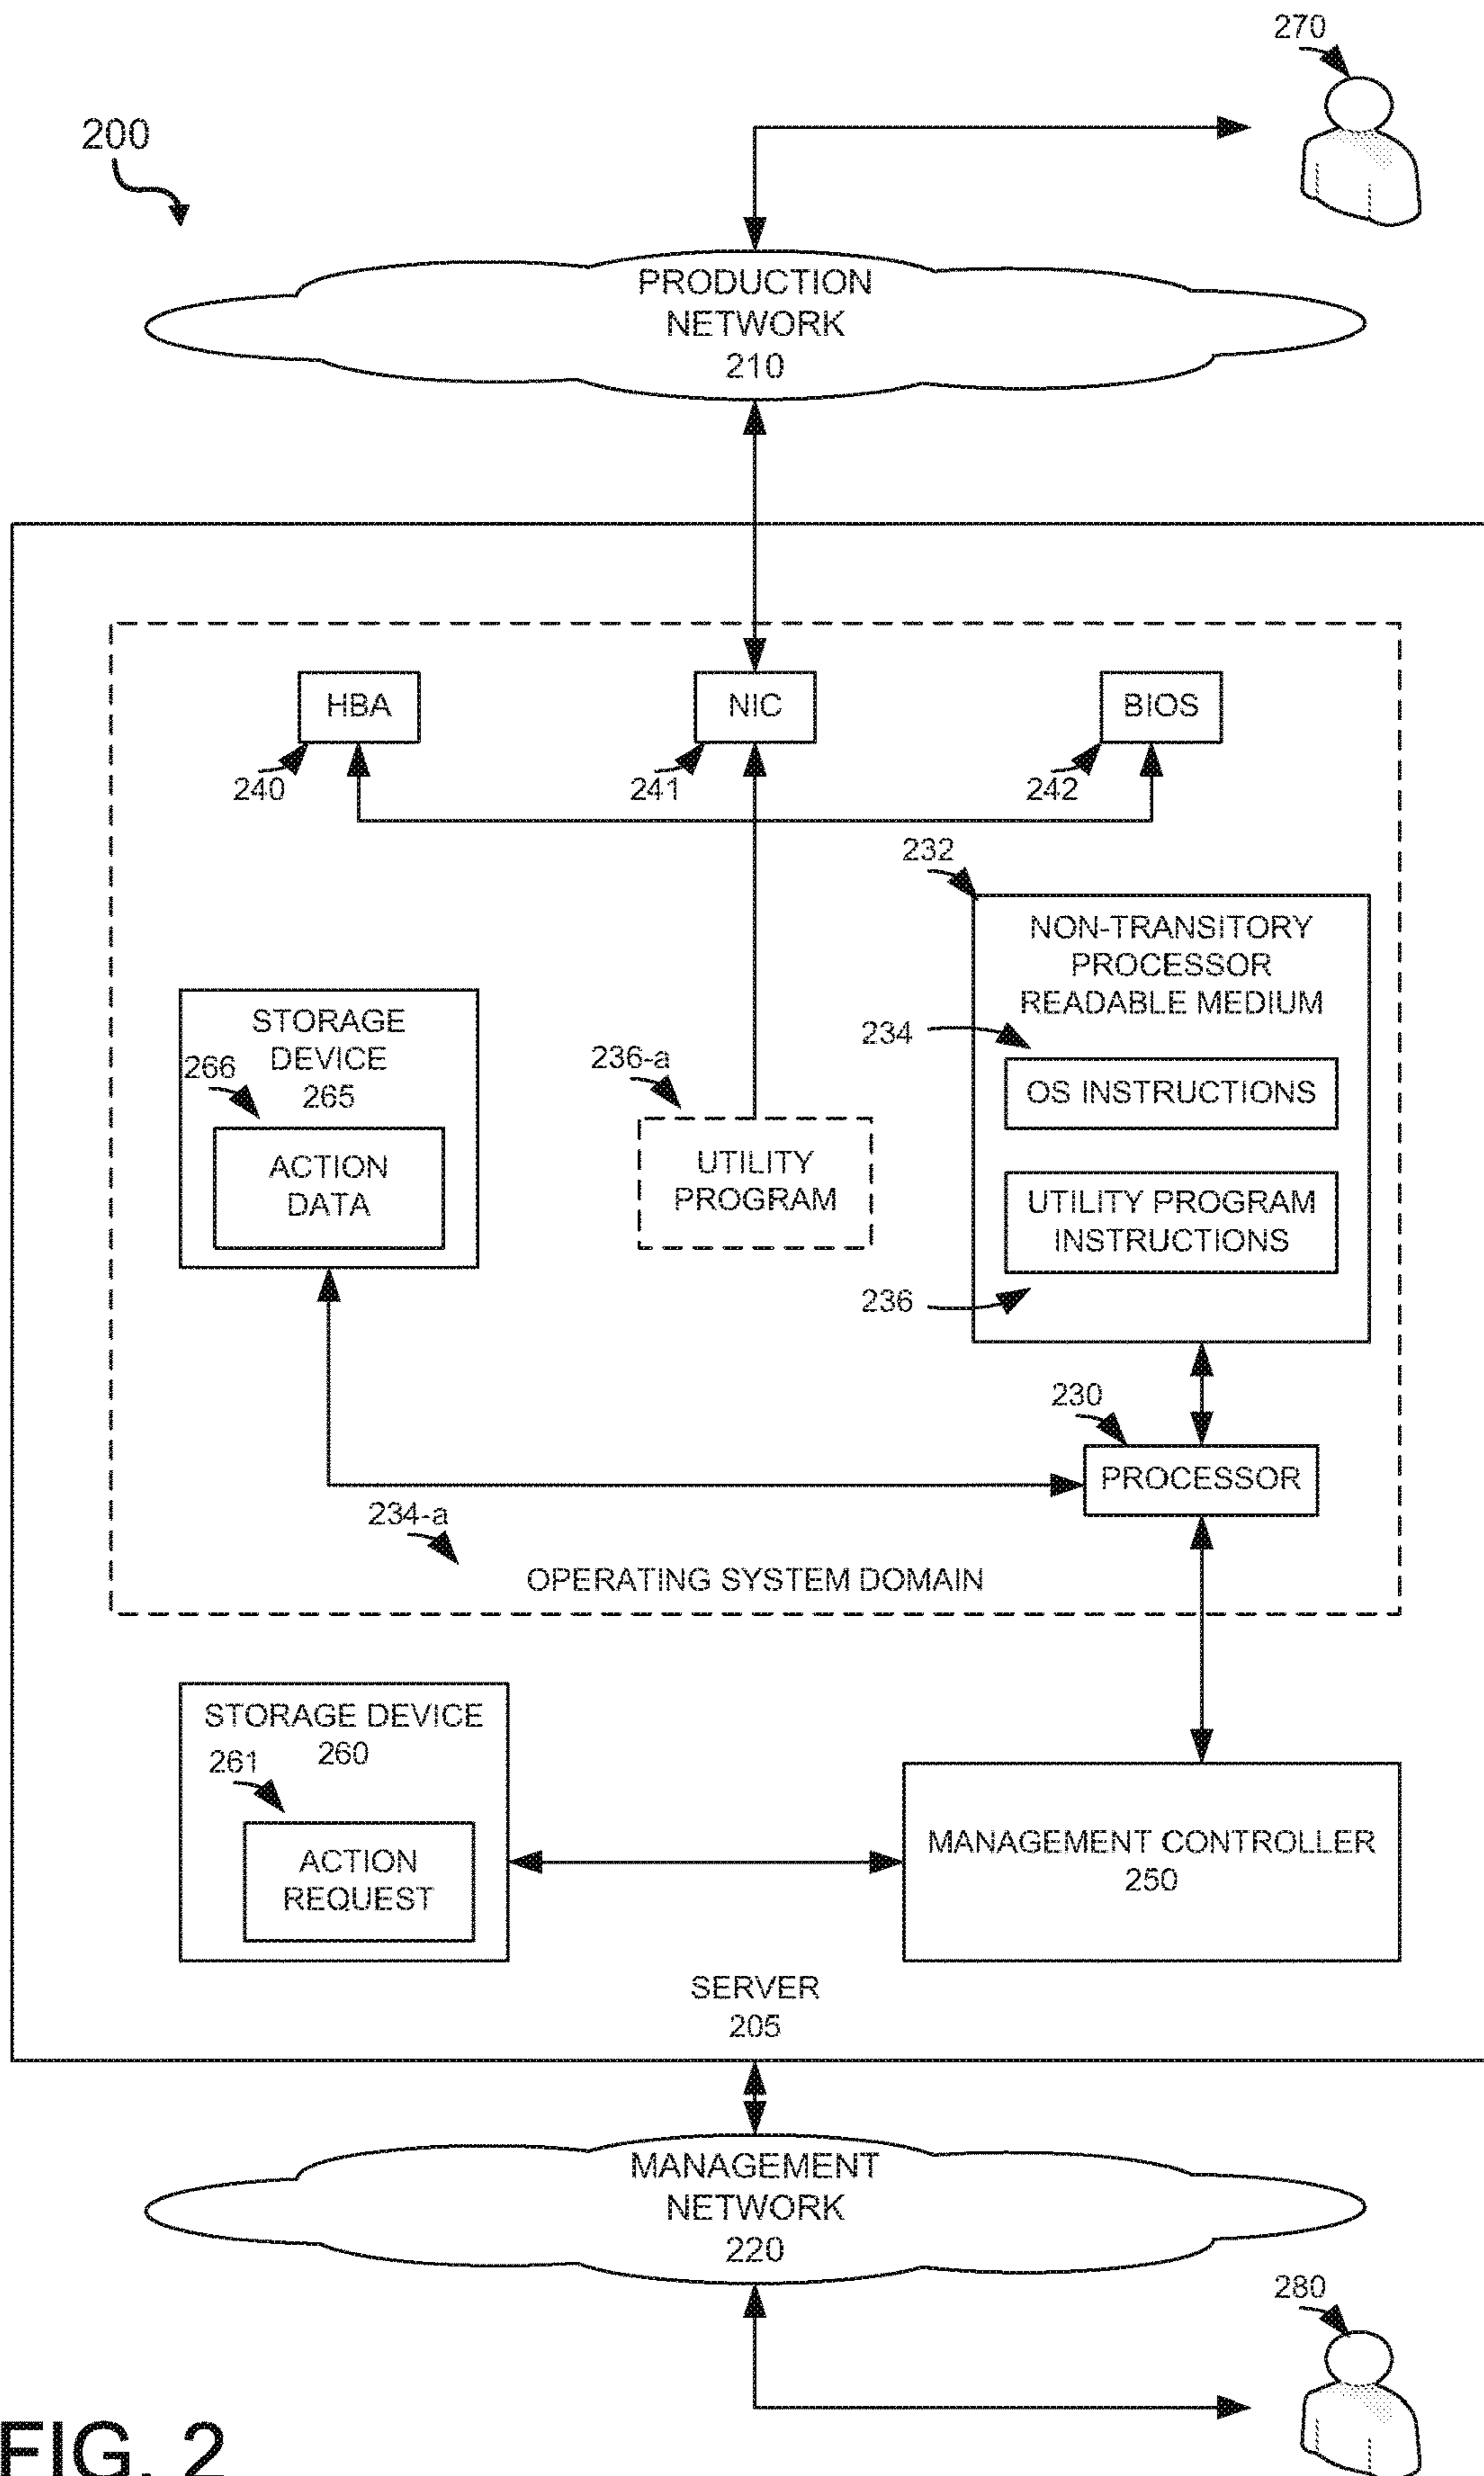 270
200
PRODUCTION
NETWORK
210
HBA
NIC
BIOS
240
241
242
232
NON-TRANSITORY
PROCESSOR
READABLE MEDIUM
234
OS INSTRUCTIONS
UTILITY PROGRAM
INSTRUCTIONS
236
STORAGE
DEVICE
265
266
ACTION
DATA
236-a
UTILITY
PROGRAM
230
PROCESSOR
234-a
OPERATING SYSTEM DOMAIN
STORAGE DEVICE
260
261
ACTION
REQUEST
MANAGEMENT CONTROLLER
250
SERVER
205
MANAGEMENT
NETWORK
220
280
FIG. 2